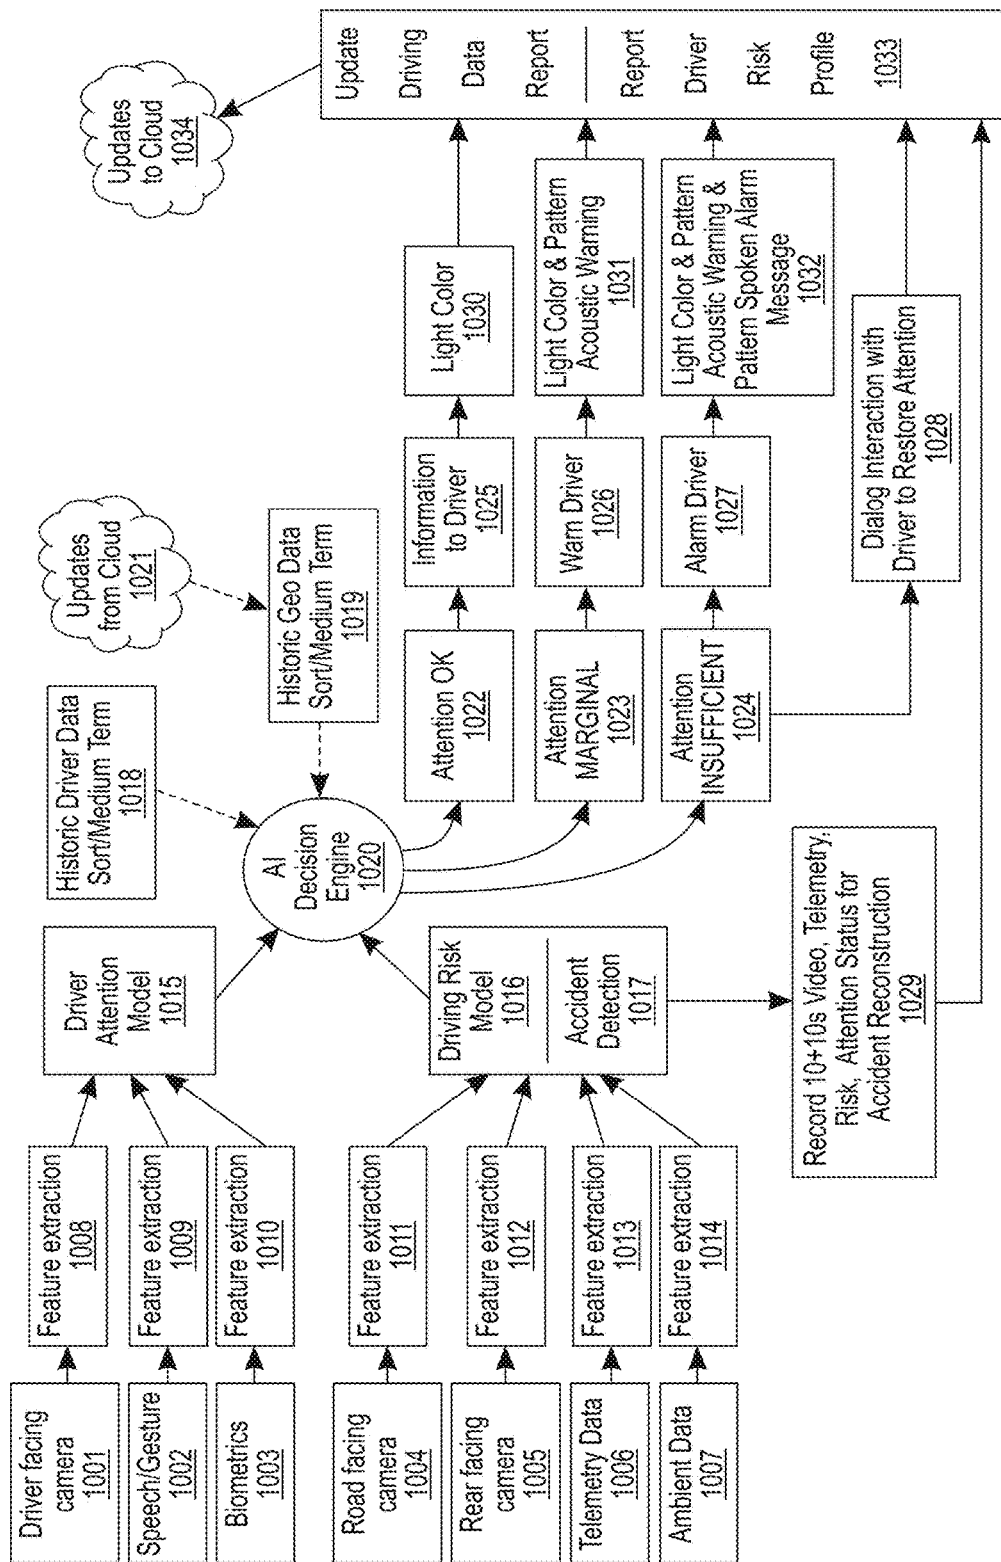 Driver facing
camera
1001
Speech/Gesture
1002
Biometrics
1003
Road facing
camera
1004
Rear facing
camera
1005
Telemetry Data
1006
Ambient Data
1007
Feature extraction
1008
Feature extraction
1009
Feature extraction
1010
Feature extraction
1011
Feature extraction
1012
Feature extraction
1013
Feature extraction
1014
Driver
Attention
Model
1015
Driving Risk
Model
1016
Accident
Detection
1017
Historic Driver Data
Sort/Medium Term
1018
Updates
from Cloud
1021
Historic Geo Data
Sort/Medium Term
1019
AI
Decision
Engine
1020
Record 10+10s Video, Telemetry,
Risk, Attention Status for
Accident Reconstruction
1029
Attention OK
1022
Attention
MARGINAL
1023
Attention
INSUFFICIENT
1024
Information
to Driver
1025
Warn Driver
1026
Alarm Driver
1027
Dialog Interaction with
Driver to Restore Attention
1028
Light Color
1030
Light Color & Pattern
Acoustic Warning
1031
Light Color & Pattern
Acoustic Warning &
Pattern Spoken Alarm
Message
1032
Updates
to Cloud
1034
Update
Driving
Data
Report
Report
Driver
Risk
Profile
1033